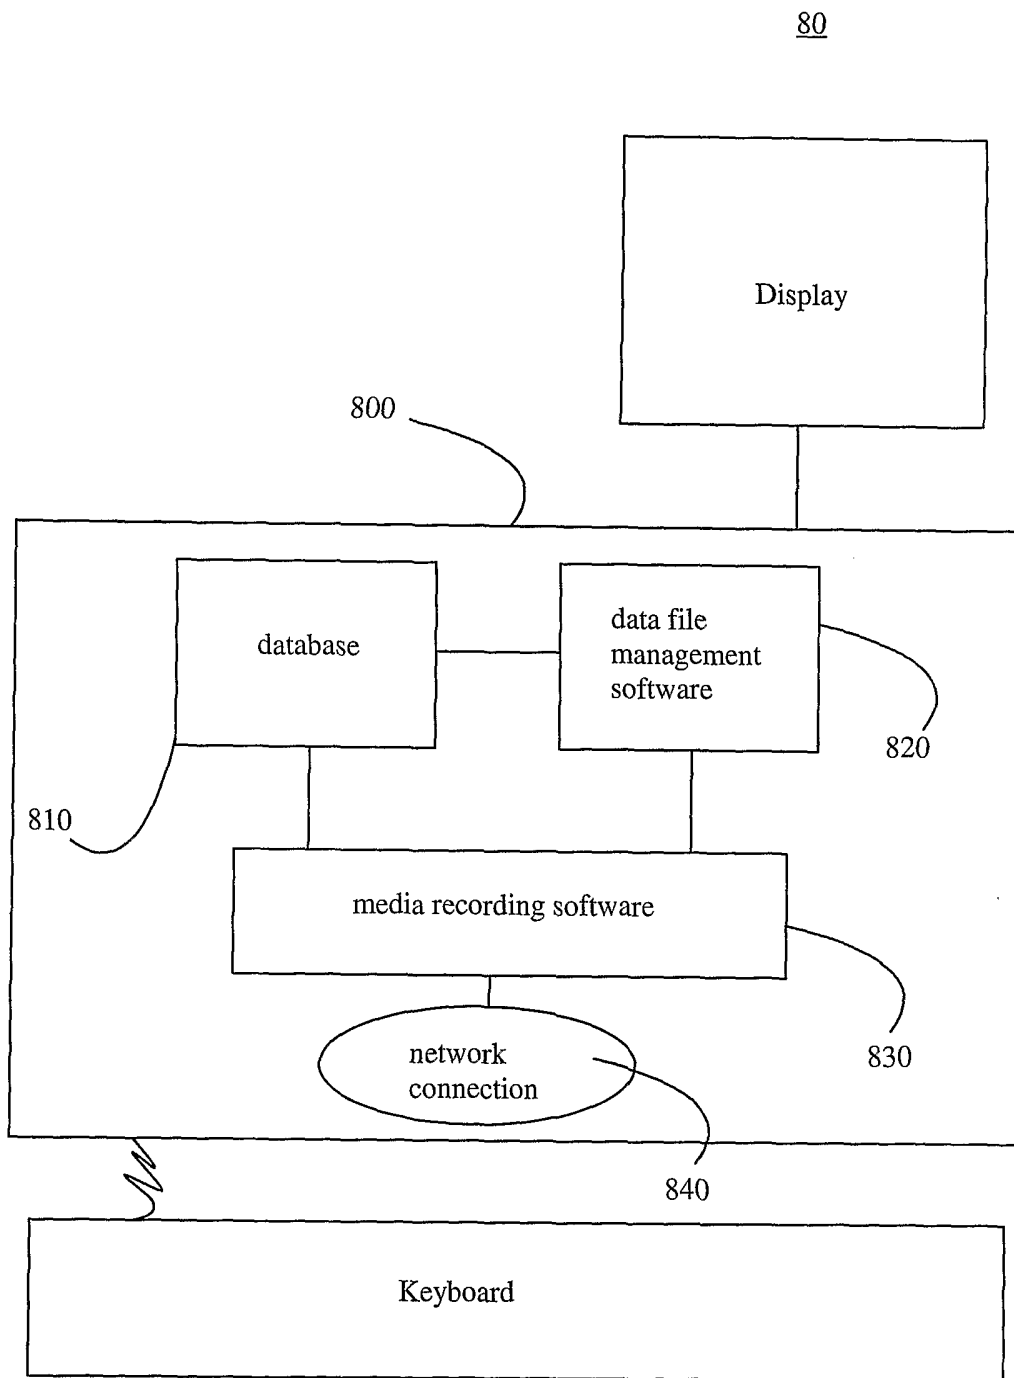 80
Display
800
database
data file
management
software
820
810
media recording software
830
network
connection
840
Keyboard